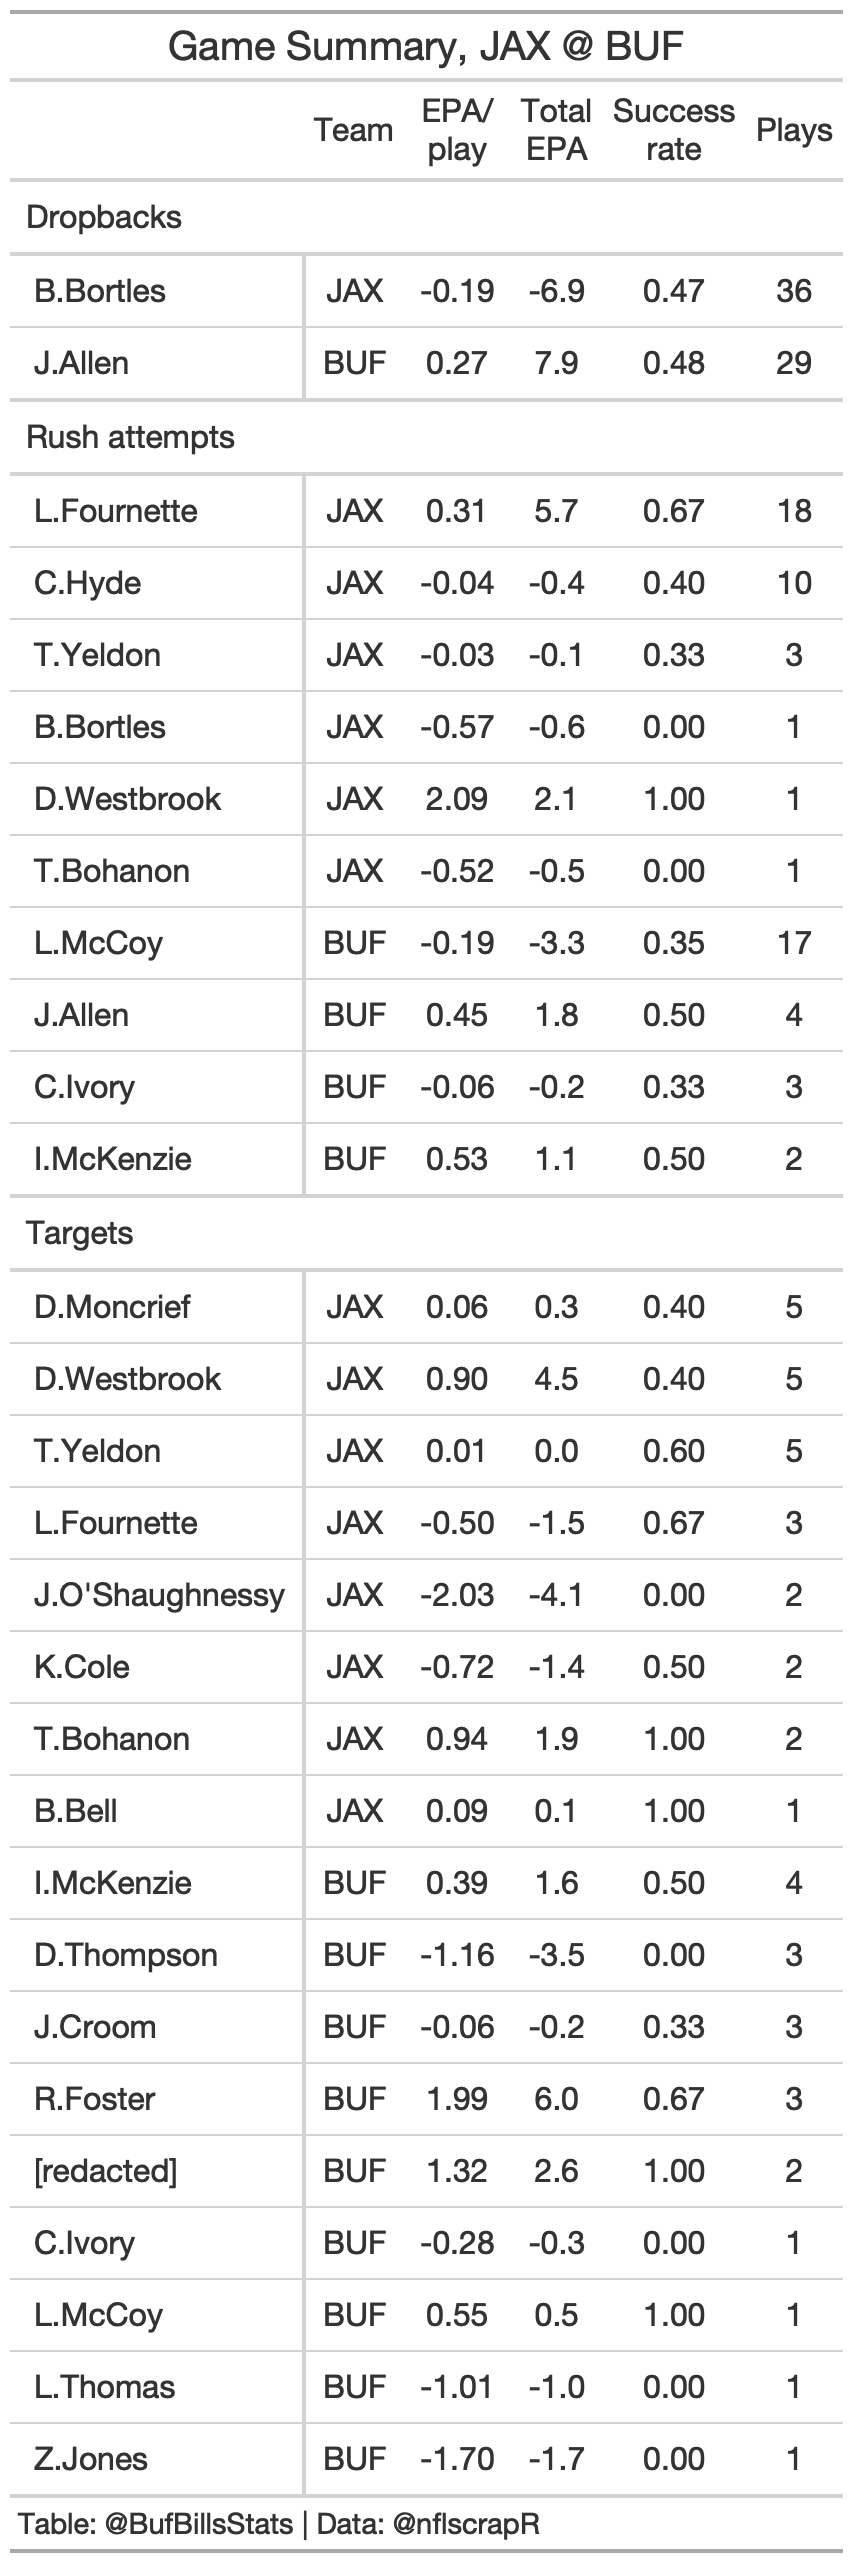 Game Summary, JAX @ BUF
Team EPA/ play Total EPA Success rate Plays
Dropbacks
B.Bortles JAX -0.19 -6.9 0.47 36
J.Allen BUF 0.27 7.9 0.48 29
Rush attempts
L.Fournette JAX 0.31 5.7 0.67 18
C.Hyde JAX -0.04 -0.4 0.40 10
T.Yeldon JAX -0.03 -0.1 0.33 3
B.Bortles JAX -0.57 -0.6 0.00 1
D.Westbrook JAX 2.09 2.1 1.00 1
T.Bohanon JAX -0.52 -0.5 0.00 1
L.McCoy BUF -0.19 -3.3 0.35 17
J.Allen BUF 0.45 1.8 0.50 4
C.Ivory BUF -0.06 -0.2 0.33 3
I.McKenzie BUF 0.53 1.1 0.50 2
Targets
D.Moncrief JAX 0.06 0.3 0.40 5
D.Westbrook JAX 0.90 4.5 0.40 5
T.Yeldon JAX 0.01 0.0 0.60 5
L.Fournette JAX -0.50 -1.5 0.67 3
J.O'Shaughnessy JAX -2.03 -4.1 0.00 2
K.Cole JAX -0.72 -1.4 0.50 2
T.Bohanon JAX 0.94 1.9 1.00 2
B.Bell JAX 0.09 0.1 1.00 1
I.McKenzie BUF 0.39 1.6 0.50 4
D.Thompson BUF -1.16 -3.5 0.00 3
J.Croom BUF -0.06 -0.2 0.33 3
R.Foster BUF 1.99 6.0 0.67 3
[redacted] BUF 1.32 2.6 1.00 2
C.Ivory BUF -0.28 -0.3 0.00 1
L.McCoy BUF 0.55 0.5 1.00 1
L.Thomas BUF -1.01 -1.0 0.00 1
Z.Jones BUF -1.70 -1.7 0.00 1
Table: @BufBillsStats | Data: @nflscrapR